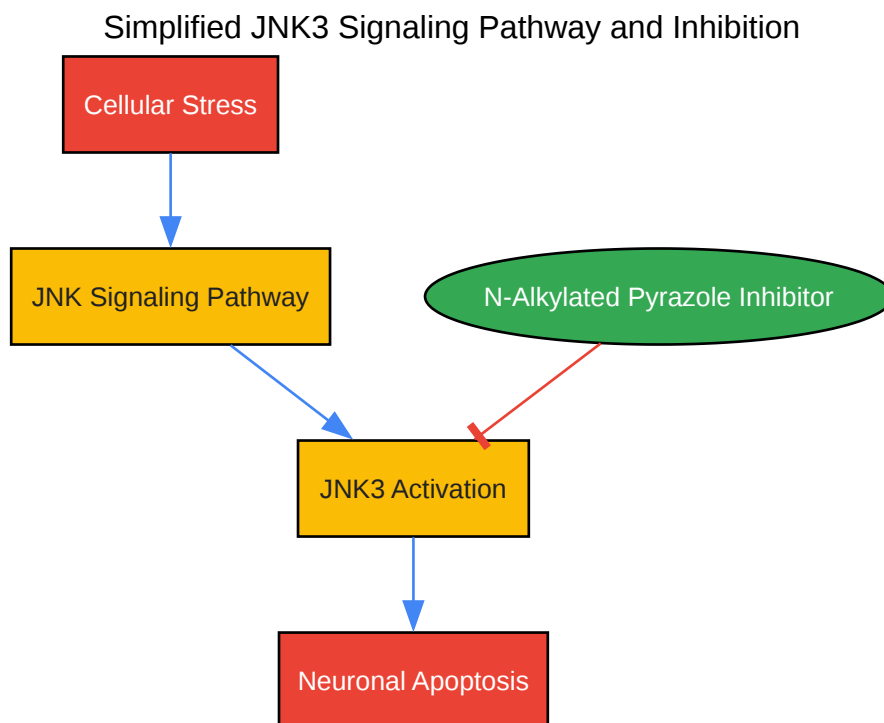 Simplified JNK3 Signaling Pathway and Inhibition
Cellular Stress
JNK Signaling Pathway
N-Alkylated Pyrazole Inhibitor
JNK3 Activation
Neuronal Apoptosis